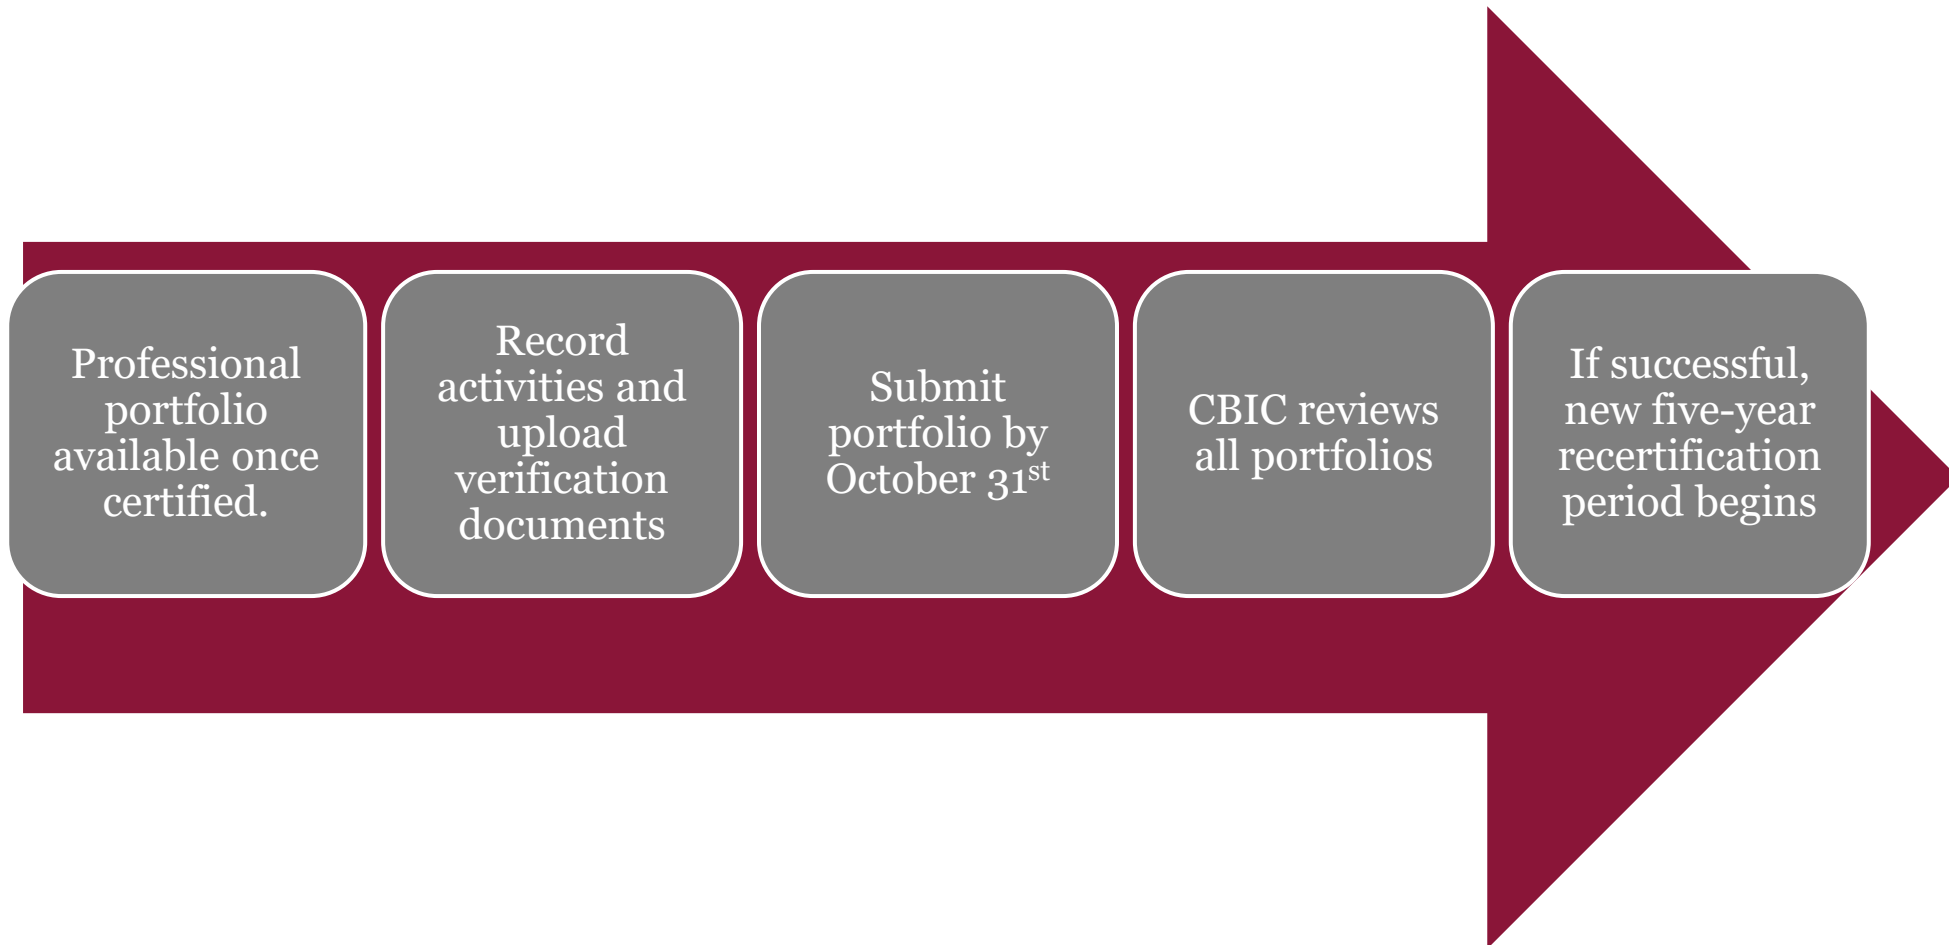 Professional
portfolio
available once
certified.
Record
activities and
upload
verification
documents
Submit
portfolio by
October 31st
CBIC reviews
all portfolios
If successful,
new five-year
recertification
period begins